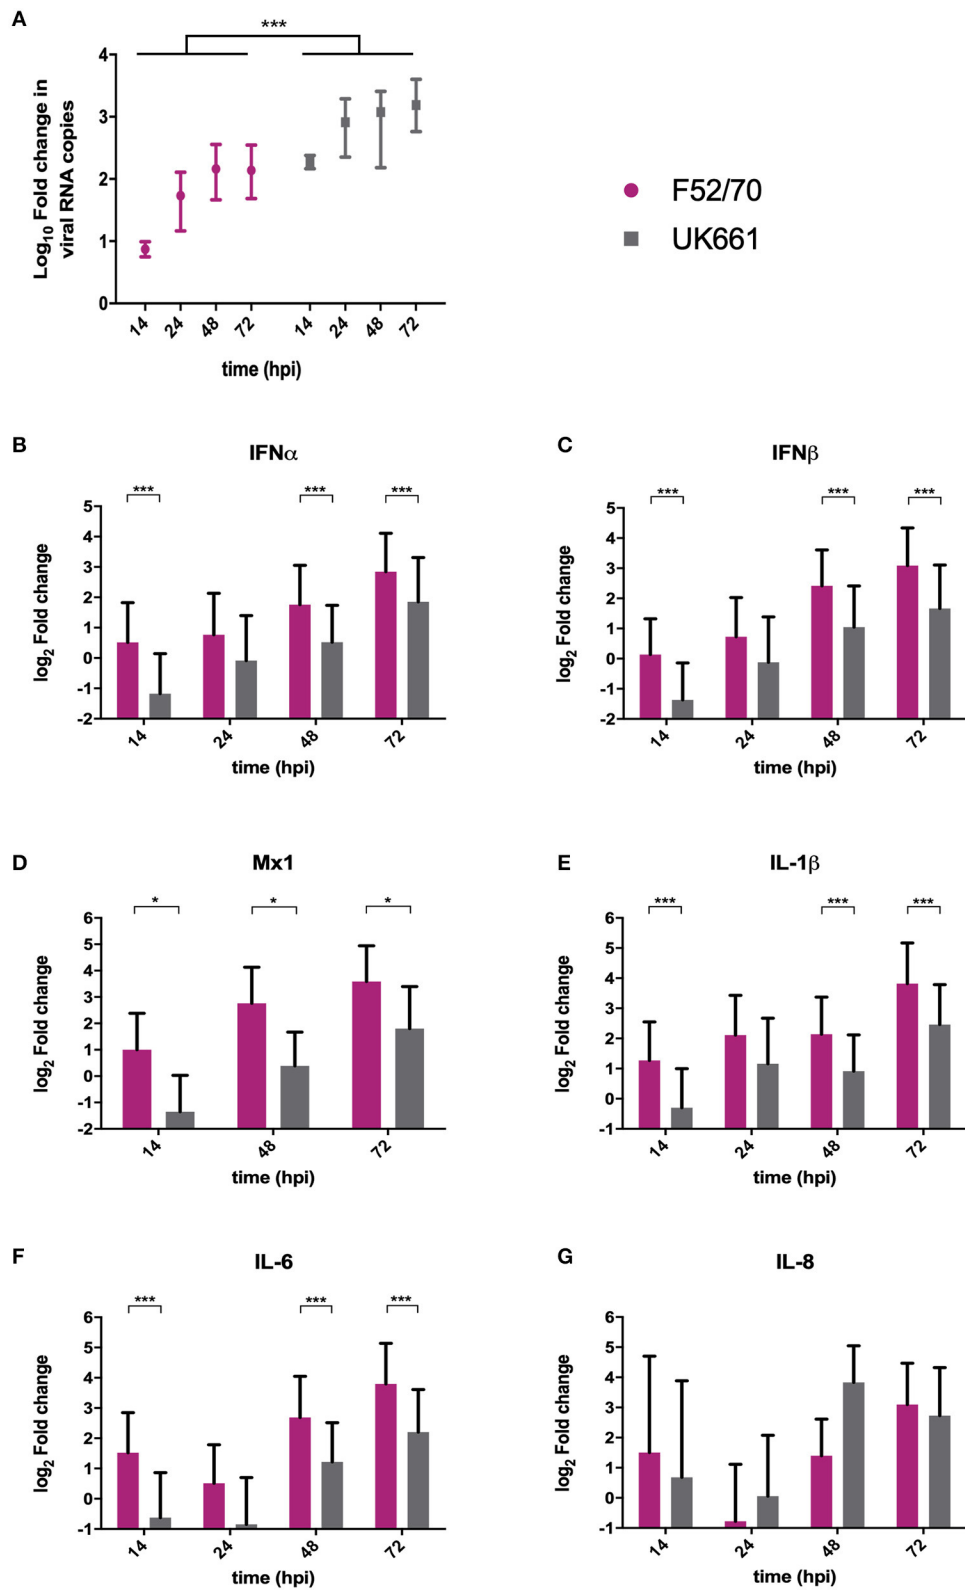 A
***
Log10 Fold change in
viral RNA copies
4
3
2
1
0
14 24 48 72 14 24 48 72
time (hpi)
F52/70
UK661
B
IFNα
*** *** ***
log2 Fold change
5
4
3
2
1
0
-1
-2
14 24 48 72
time (hpi)
C
IFNβ
*** *** ***
log2 Fold change
5
4
3
2
1
0
-1
-2
14 24 48 72
time (hpi)
D
Mx1
* * *
log2 Fold change
6
5
4
3
2
1
0
-1
-2
14 48 72
time (hpi)
E
IL-1β
*** *** ***
log2 Fold change
6
5
4
3
2
1
0
-1
14 24 48 72
time (hpi)
F
IL-6
*** *** ***
log2 Fold change
6
5
4
3
2
1
0
-1
14 24 48 72
time (hpi)
G
IL-8
log2 Fold change
6
5
4
3
2
1
0
-1
14 24 48 72
time (hpi)